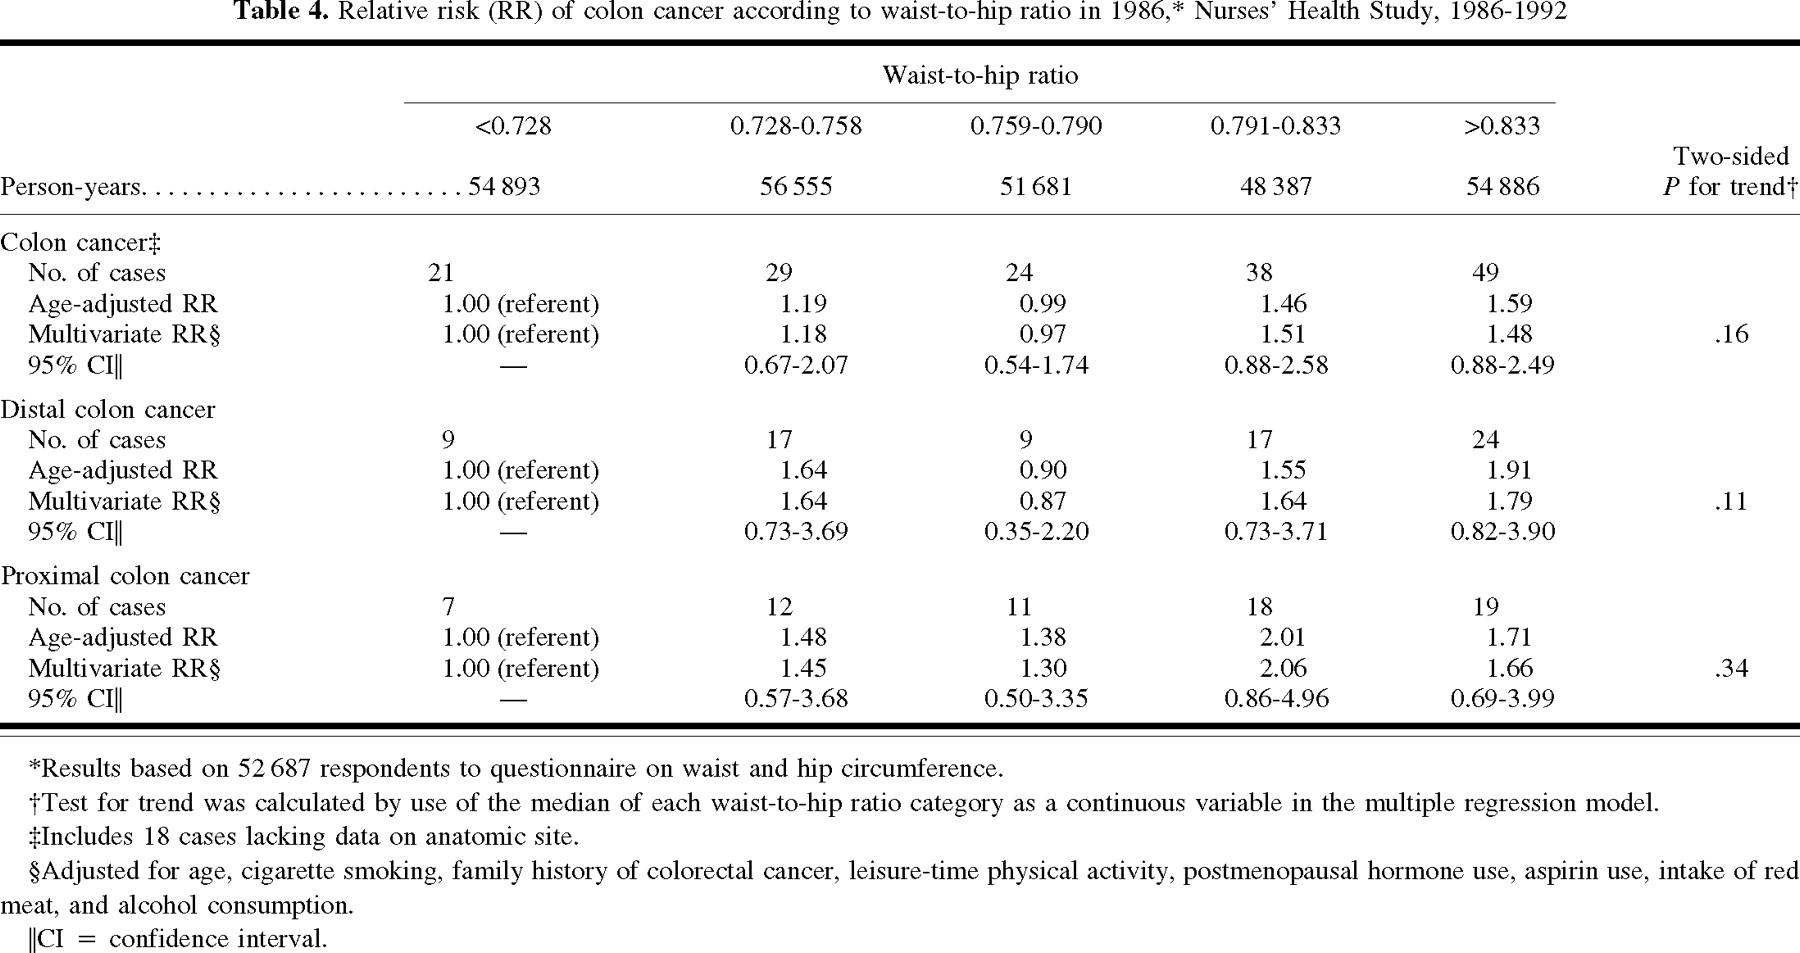 Table 4. Relative risk (RR) of colon cancer according to waist-to-hip ratio in 1986,* Nurses' Health Study, 1986-1992
Waist-to-hip ratio
<0.728 0.728-0.758 0.759-0.790 0.791-0.833 >0.833
Two-sided
Person-years........................ 54 893 56 555 51 681 48 387 54 886 P for trend†
Colon cancer‡
No. of cases 21 29 24 38 49
Age-adjusted RR 1.00 (referent) 1.19 0.99 1.46 1.59
Multivariate RR§ 1.00 (referent) 1.18 0.97 1.51 1.48 .16
95% CI‖ — 0.67-2.07 0.54-1.74 0.88-2.58 0.88-2.49
Distal colon cancer
No. of cases 9 17 9 17 24
Age-adjusted RR 1.00 (referent) 1.64 0.90 1.55 1.91
Multivariate RR§ 1.00 (referent) 1.64 0.87 1.64 1.79 .11
95% CI‖ — 0.73-3.69 0.35-2.20 0.73-3.71 0.82-3.90
Proximal colon cancer
No. of cases 7 12 11 18 19
Age-adjusted RR 1.00 (referent) 1.48 1.38 2.01 1.71
Multivariate RR§ 1.00 (referent) 1.45 1.30 2.06 1.66 .34
95% CI‖ — 0.57-3.68 0.50-3.35 0.86-4.96 0.69-3.99
*Results based on 52 687 respondents to questionnaire on waist and hip circumference.
†Test for trend was calculated by use of the median of each waist-to-hip ratio category as a continuous variable in the multiple regression model.
‡Includes 18 cases lacking data on anatomic site.
§Adjusted for age, cigarette smoking, family history of colorectal cancer, leisure-time physical activity, postmenopausal hormone use, aspirin use, intake of red
meat, and alcohol consumption.
‖CI = confidence interval.